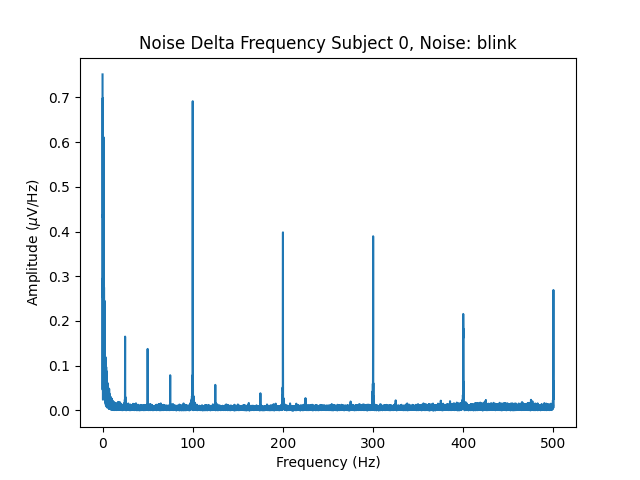 Noise Delta Frequency Subject 0, Noise: blink
Amplitude (μV/Hz)
0.7
0.6
0.5
0.4
0.3
0.2
0.1
0.0
0 100 200 300 400 500
Frequency (Hz)